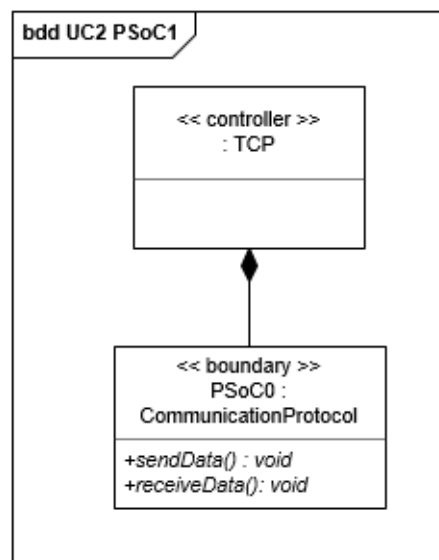 bdd UC2 PSoC1
<< controller >>
: TCP
<< boundary >>
PSoC0 :
CommunicationProtocol
+sendData() : void
+receiveData(): void